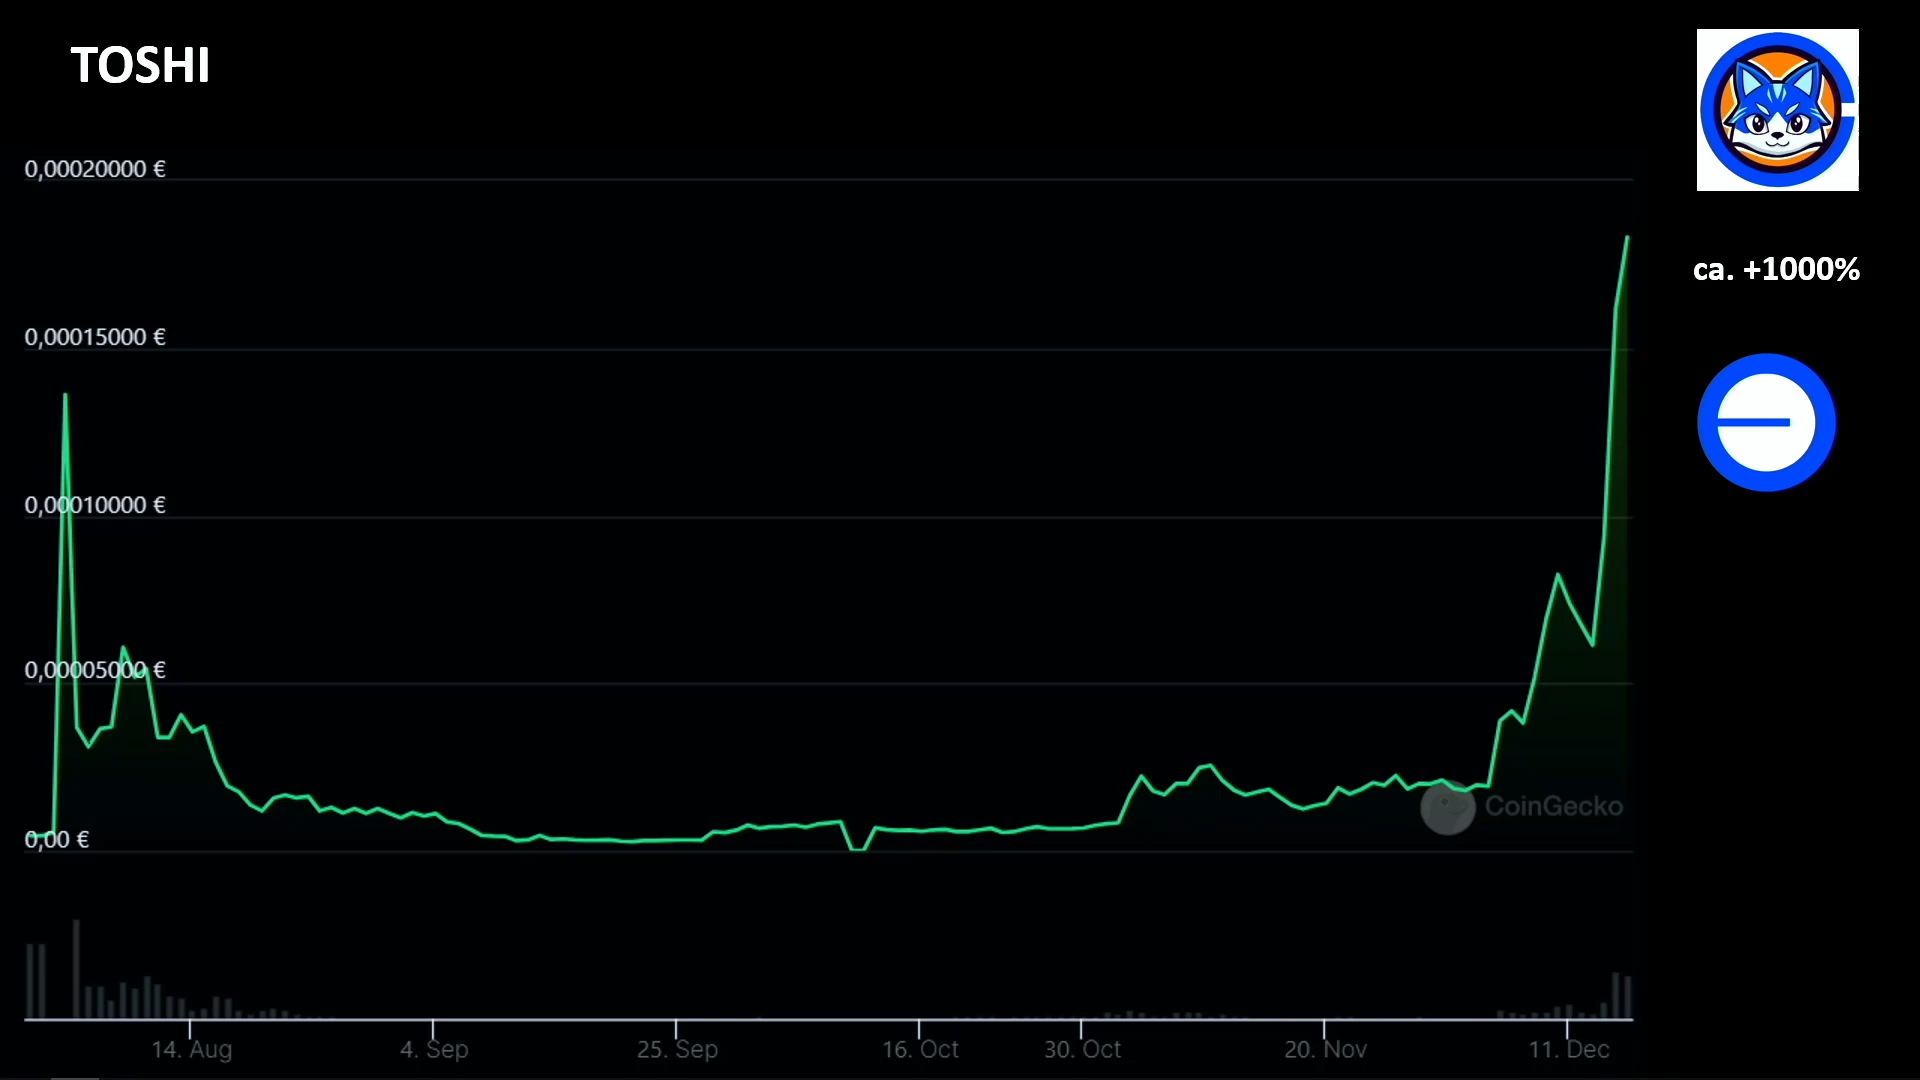 TOSHI
0,00020000 €
ca. +1000%
0,00015000 €
0,00010000 €
0,00005000 €
CoinGecko
0,00 €
14. Aug
4. Sep
25. Sep
16. Oct
30. Oct
20. Nov
11. Dec